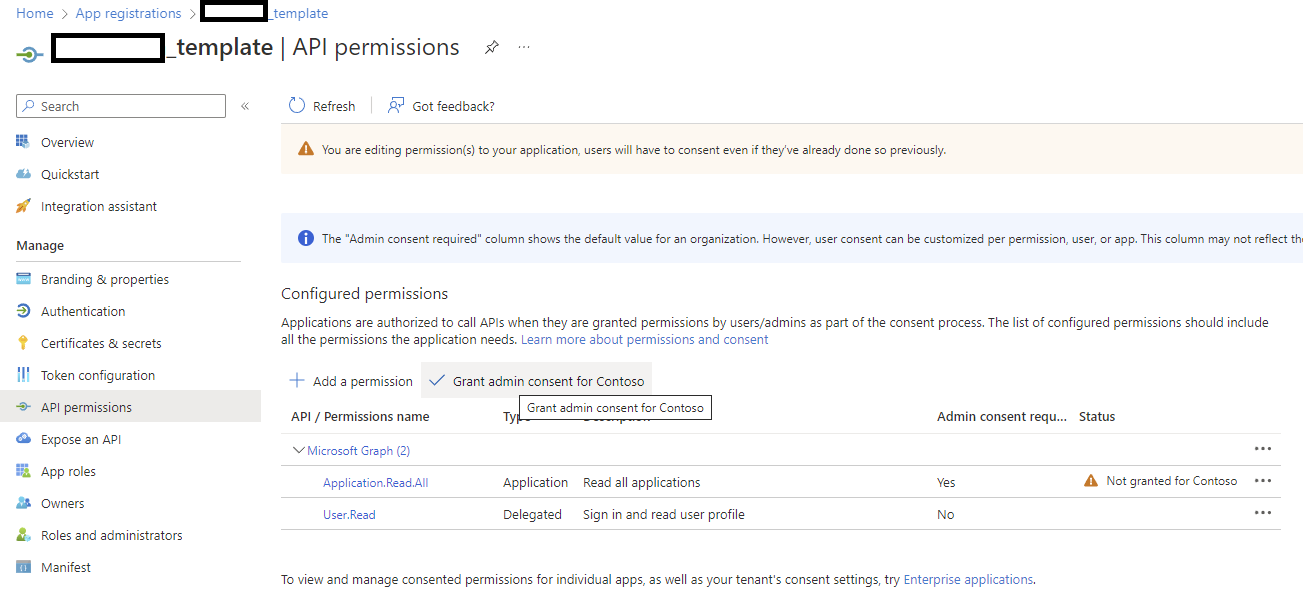 Home > App registrations > _template
_template | API permissions ...
Search «
Overview
Quickstart
Integration assistant
Manage
Branding & properties
Authentication
Certificates & secrets
Token configuration
API permissions
Expose an API
App roles
Owners
Roles and administrators
Manifest
Refresh | Got feedback?
You are editing permission(s) to your application, users will have to consent even if they've already done so previously.
The "Admin consent required" column shows the default value for an organization. However, user consent can be customized per permission, user, or app. This column may not reflect the
Configured permissions
Applications are authorized to call APIs when they are granted permissions by users/admins as part of the consent process. The list of configured permissions should include
all the permissions the application needs. Learn more about permissions and consent
Add a permission Grant admin consent for Contoso
Grant admin consent for Contoso
API / Permissions name Admin consent requ... Status
Microsoft Graph (2) ...
Application.Read.All Application Read all applications Yes Not granted for Contoso ...
User.Read Delegated Sign in and read user profile No ...
To view and manage consented permissions for individual apps, as well as your tenant's consent settings, try Enterprise applications.